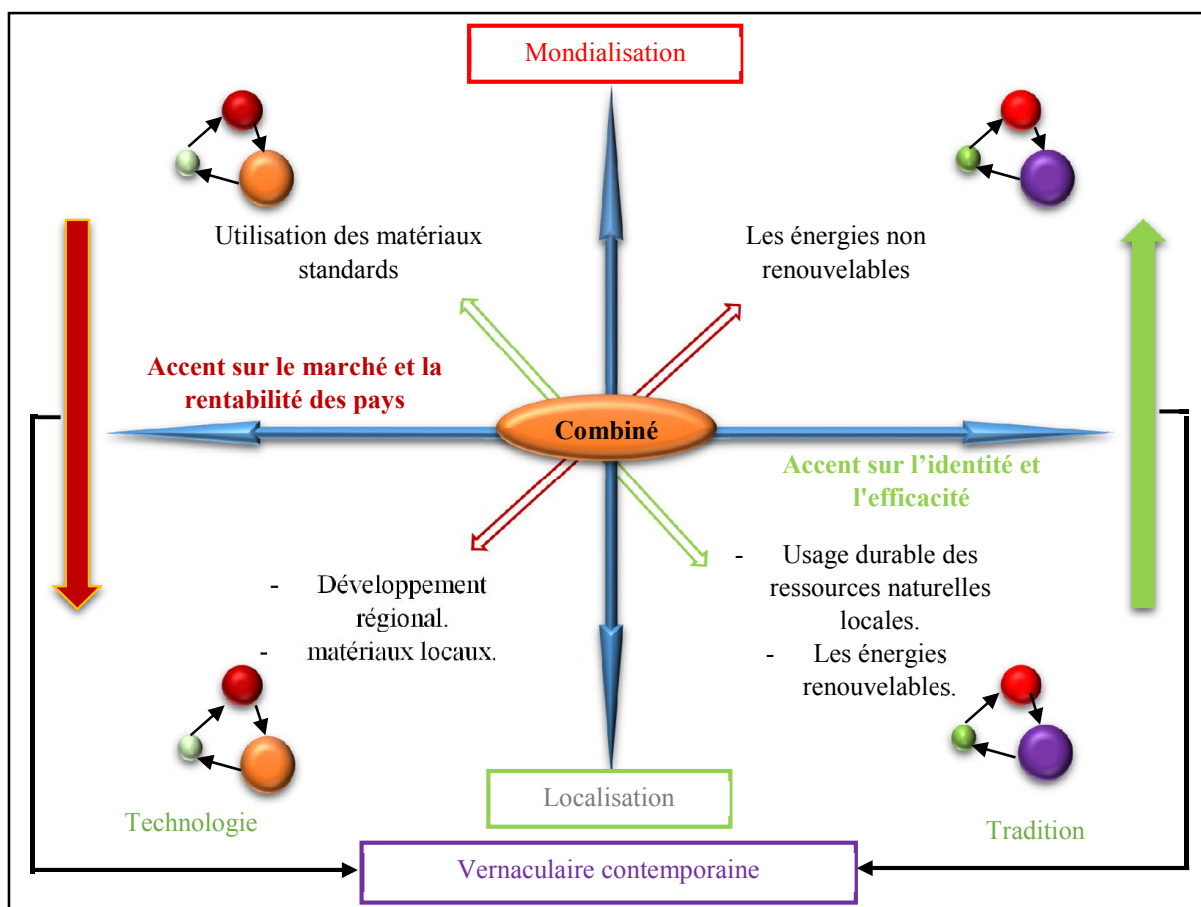 Mondialisation
Utilisation des matériaux
standards
Les énergies non
renouvelables
Accent sur le marché et la
rentabilité des pays
Combiné
Accent sur l’identité et
l'efficacité
- Développement
régional.
- matériaux locaux.
- Usage durable des
ressources naturelles
locales.
- Les énergies
renouvelables.
Technologie
Localisation
Tradition
Vernaculaire contemporaine